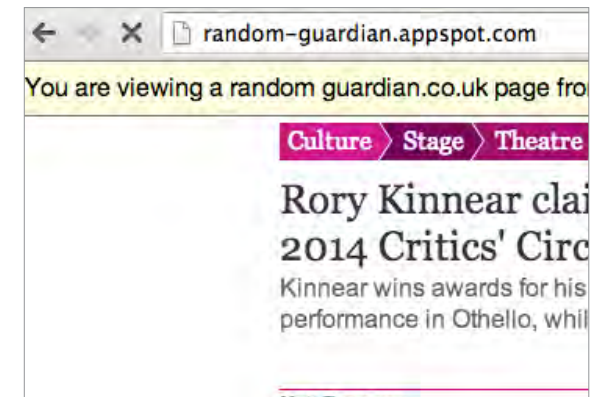 random-guardian.appspot.com
You are viewing a random guardian.co.uk page fro
Culture Stage Theatre
Rory Kinnear clai
2014 Critics' Circ
Kinnear wins awards for his
performance in Othello, whil